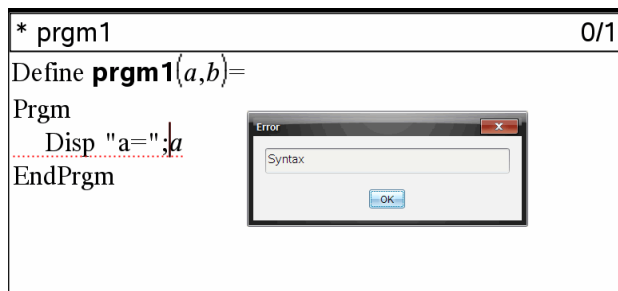 * prgm1 0/1
Define prgm1(a,b)=
Prgm
Disp "a=";a
EndPrgm
Error
Syntax
OK